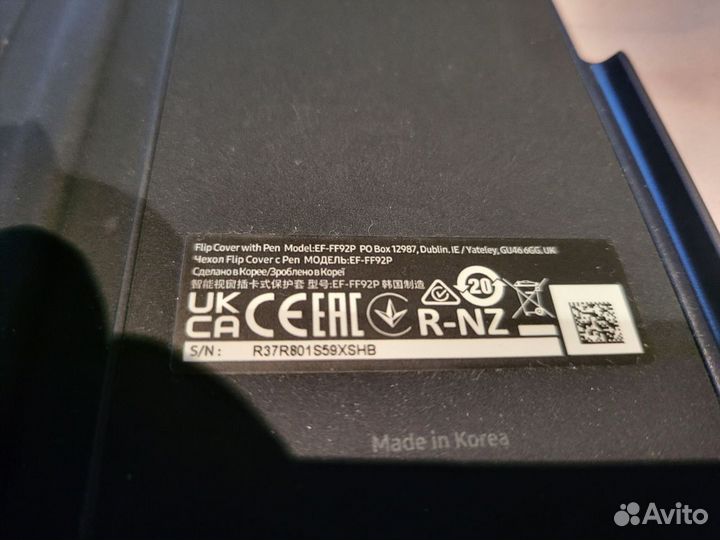 Flip Cover with Pen Model:EF-FF92P PO Box 12987, Dublin. IE / Yateley, GU46 6GG. UK
Чехол Flip Cover с Pen МОДЕЛЬ:EF-FF92P
Сделано в Корее/Зроблено в Кореї
智能视窗插卡式保护套 型号:EF-FF92P 韩国制造
UK CA CE EAC 20 R-NZ
S/N : R37R801S59XSHB
Made in Korea
Avito